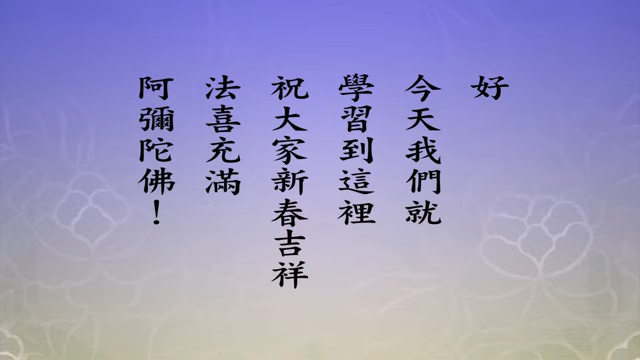 好
今天我們就
學習到這裡
祝大家新春吉祥
法喜充滿
阿彌陀佛！